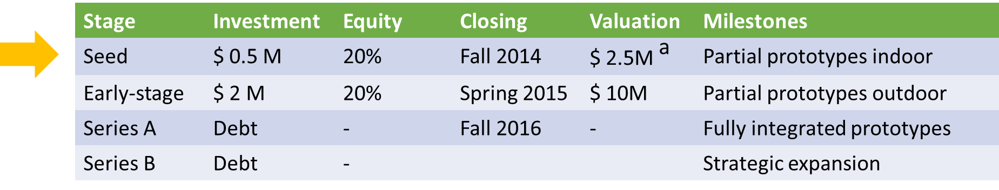 Stage Investment Equity Closing Valuation Milestones
Seed $ 0.5 M 20% Fall 2014 $ 2.5M a Partial prototypes indoor
Early-stage $ 2 M 20% Spring 2015 $ 10M Partial prototypes outdoor
Series A Debt - Fall 2016 - Fully integrated prototypes
Series B Debt - Strategic expansion